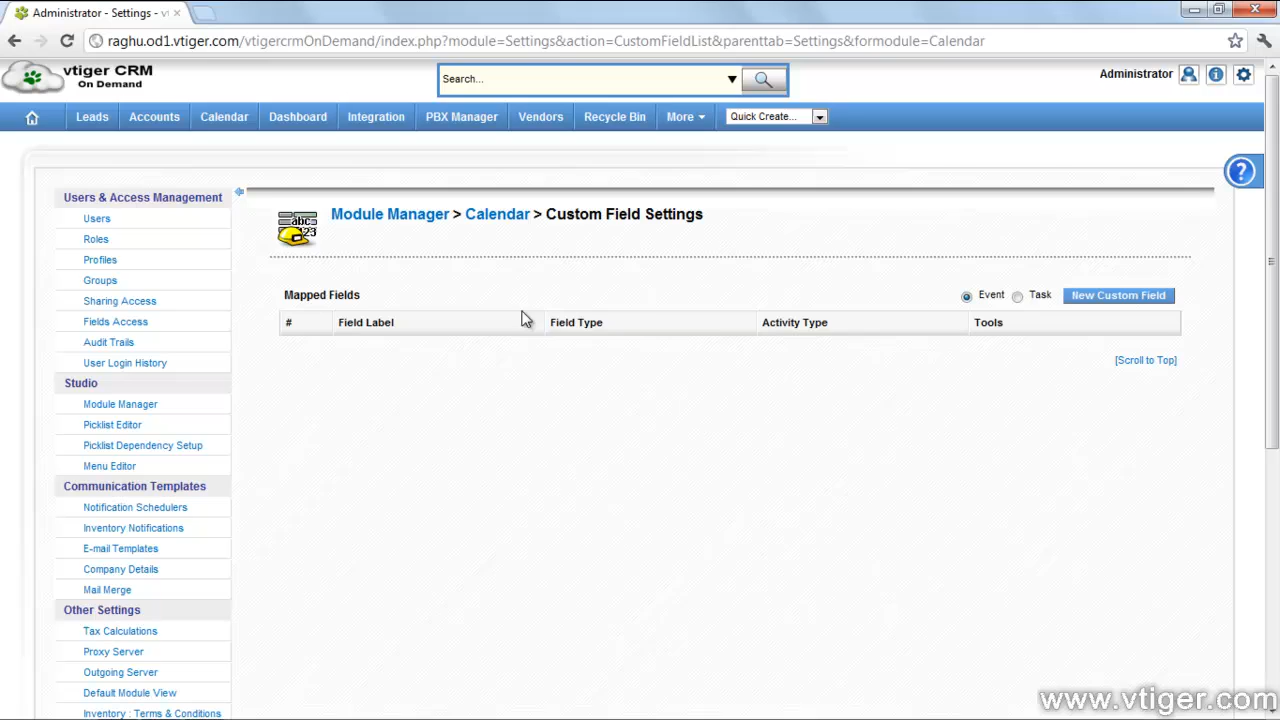 Administrator - Settings - vt
raghu.od1.vtiger.com/vtigercrmOnDemand/index.php?module=Settings&action=CustomFieldList&parenttab=Settings&formodule=Calendar
vtiger CRM
On Demand
Search...
Administrator
Leads Accounts Calendar Dashboard Integration PBX Manager Vendors Recycle Bin More Quick Create...
Users & Access Management
Users
Roles
Profiles
Groups
Sharing Access
Fields Access
Audit Trails
User Login History
Studio
Module Manager
Picklist Editor
Picklist Dependency Setup
Menu Editor
Communication Templates
Notification Schedulers
Inventory Notifications
E-mail Templates
Company Details
Mail Merge
Other Settings
Tax Calculations
Proxy Server
Outgoing Server
Default Module View
Inventory : Terms & Conditions
abc
123
Module Manager > Calendar > Custom Field Settings
Mapped Fields
Event Task New Custom Field
# Field Label Field Type Activity Type Tools
[Scroll to Top]
?
www.vtiger.com